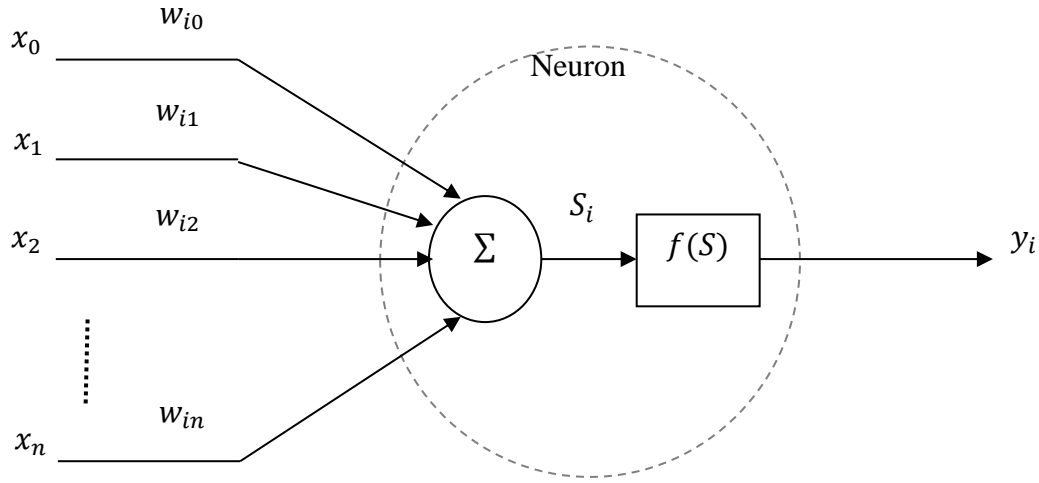 w_{i0}
x_0
Neuron
w_{i1}
x_1
w_{i2}
S_i
x_2
Σ
f(S)
y_i
w_{in}
x_n